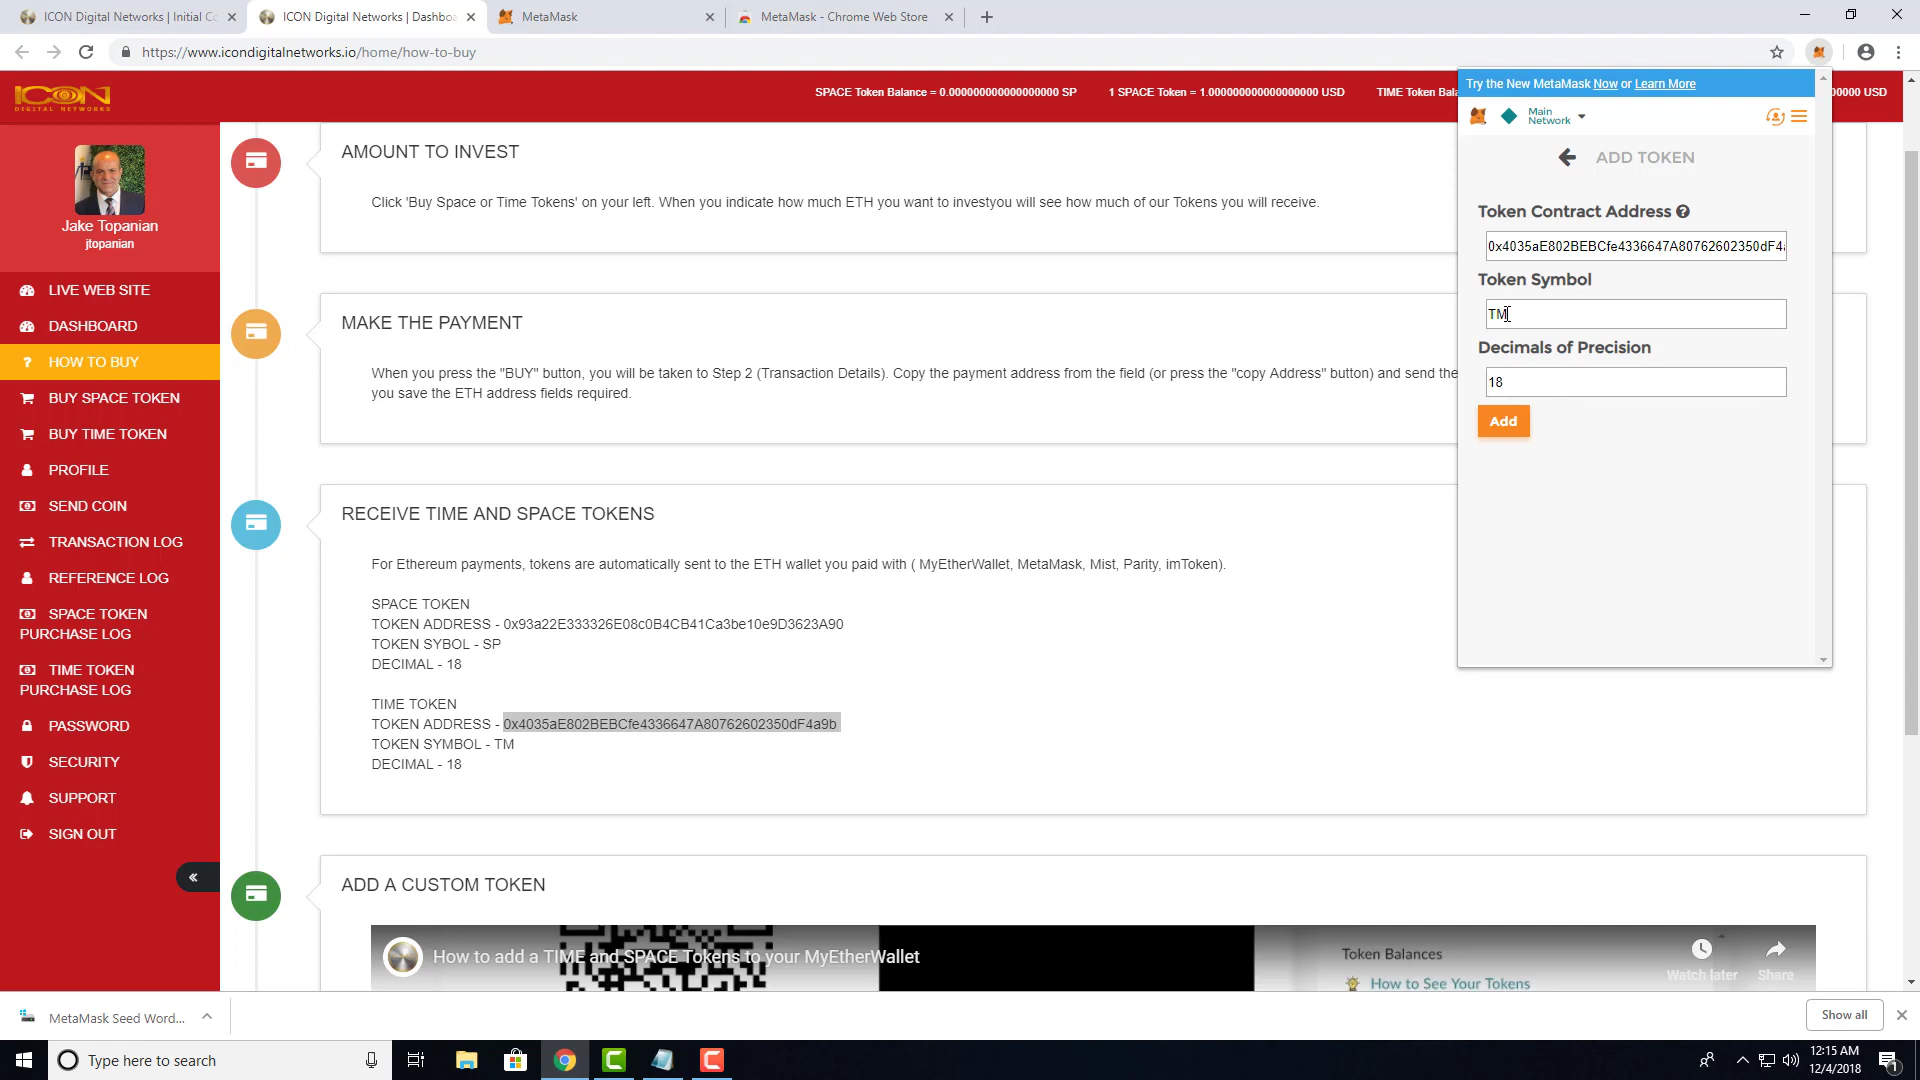 ICON Digital Networks | Initial Co
ICON Digital Networks | Dashboa
MetaMask
MetaMask - Chrome Web Store
https://www.icondigitalnetworks.io/home/how-to-buy
ICON
DIGITAL NETWORKS
SPACE Token Balance = 0.000000000000000000 SP
1 SPACE Token = 1.000000000000000000 USD
TIME Token Bala
0000 USD
Jake Topanian
jtopanian
LIVE WEB SITE
DASHBOARD
HOW TO BUY
BUY SPACE TOKEN
BUY TIME TOKEN
PROFILE
SEND COIN
TRANSACTION LOG
REFERENCE LOG
SPACE TOKEN
PURCHASE LOG
TIME TOKEN
PURCHASE LOG
PASSWORD
SECURITY
SUPPORT
SIGN OUT
AMOUNT TO INVEST
Click 'Buy Space or Time Tokens' on your left. When you indicate how much ETH you want to investyou will see how much of our Tokens you will receive.
MAKE THE PAYMENT
When you press the "BUY" button, you will be taken to Step 2 (Transaction Details). Copy the payment address from the field (or press the "copy Address" button) and send the
you save the ETH address fields required.
RECEIVE TIME AND SPACE TOKENS
For Ethereum payments, tokens are automatically sent to the ETH wallet you paid with ( MyEtherWallet, MetaMask, Mist, Parity, imToken).
SPACE TOKEN
TOKEN ADDRESS - 0x93a22E333326E08c0B4CB41Ca3be10e9D3623A90
TOKEN SYBOL - SP
DECIMAL - 18
TIME TOKEN
TOKEN ADDRESS - 0x4035aE802BEBCfe4336647A80762602350dF4a9b
TOKEN SYMBOL - TM
DECIMAL - 18
ADD A CUSTOM TOKEN
How to add a TIME and SPACE Tokens to your MyEtherWallet
Token Balances
How to See Your Tokens
Watch later
Share
Try the New MetaMask Now or Learn More
Main
Network
ADD TOKEN
Token Contract Address
0x4035aE802BEBCfe4336647A80762602350dF4a
Token Symbol
TM
Decimals of Precision
18
Add
MetaMask Seed Word...
Show all
Type here to search
12:15 AM
12/4/2018
1